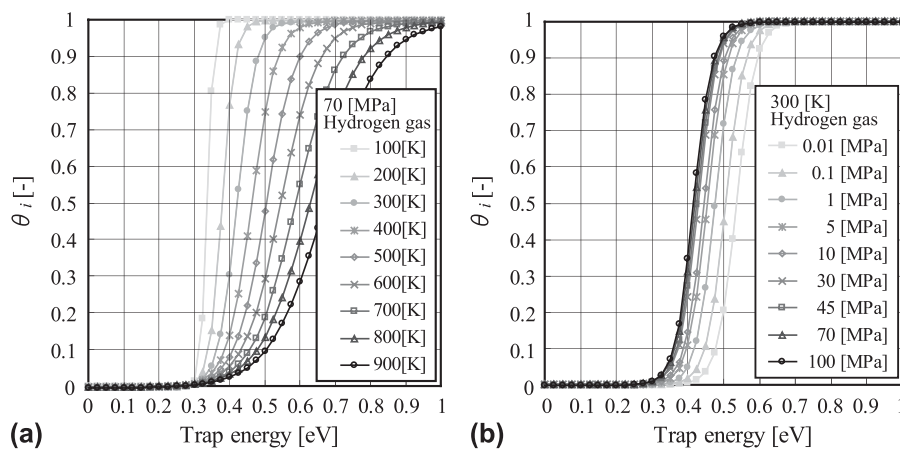 1
0.9
0.8
0.7
0.6
0.5
0.4
0.3
0.2
0.1
0
θ i [-]
70 [MPa]
Hydrogen gas
100[K]
200[K]
300[K]
400[K]
500[K]
600[K]
700[K]
800[K]
900[K]
0 0.1 0.2 0.3 0.4 0.5 0.6 0.7 0.8 0.9 1
Trap energy [eV]
(a)
1
0.9
0.8
0.7
0.6
0.5
0.4
0.3
0.2
0.1
0
θ i [-]
300 [K]
Hydrogen gas
0.01 [MPa]
0.1 [MPa]
1 [MPa]
5 [MPa]
10 [MPa]
30 [MPa]
45 [MPa]
70 [MPa]
100 [MPa]
0 0.1 0.2 0.3 0.4 0.5 0.6 0.7 0.8 0.9 1
Trap energy [eV]
(b)